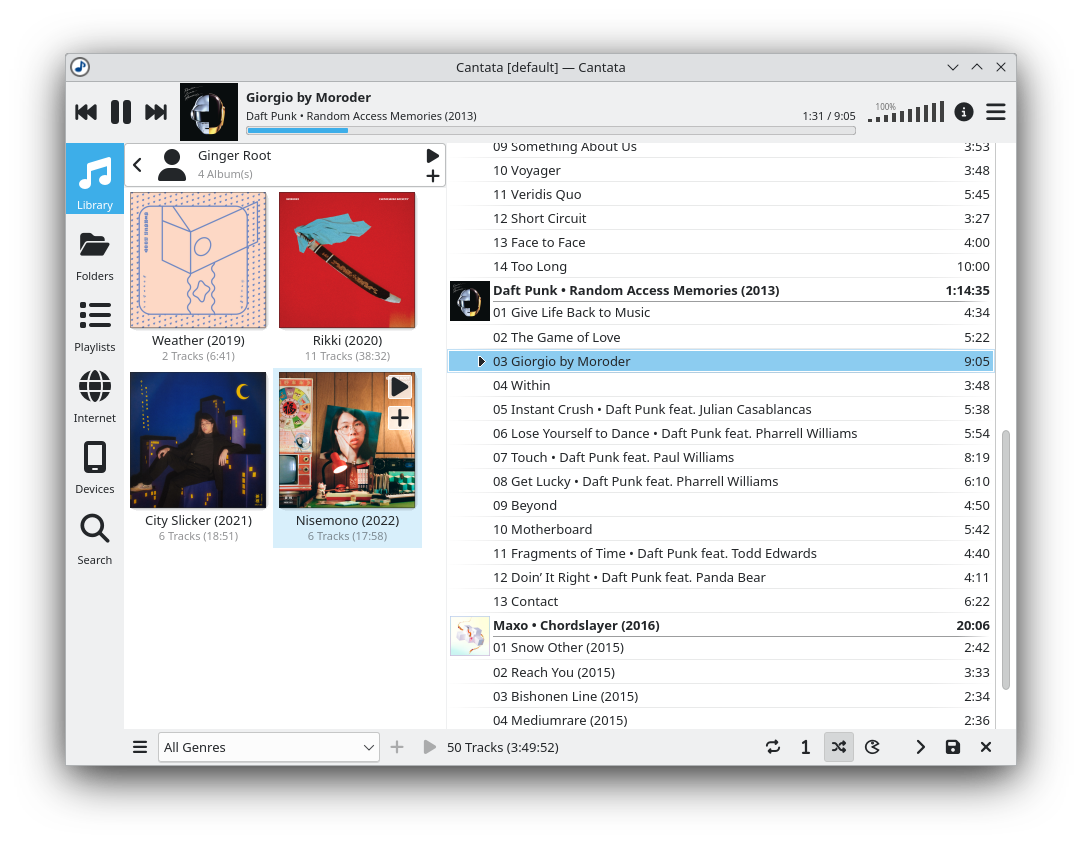 Cantata [default] — Cantata
Giorgio by Moroder
Daft Punk • Random Access Memories (2013)
1:31 / 9:05
100%
Library
Folders
Playlists
Internet
Devices
Search
Ginger Root
4 Album(s)
Weather (2019)
2 Tracks (6:41)
Rikki (2020)
11 Tracks (38:32)
City Slicker (2021)
6 Tracks (18:51)
Nisemono (2022)
6 Tracks (17:58)
09 Something About Us 3:53
10 Voyager 3:48
11 Veridis Quo 5:45
12 Short Circuit 3:27
13 Face to Face 4:00
14 Too Long 10:00
Daft Punk • Random Access Memories (2013) 1:14:35
01 Give Life Back to Music 4:34
02 The Game of Love 5:22
03 Giorgio by Moroder 9:05
04 Within 3:48
05 Instant Crush • Daft Punk feat. Julian Casablancas 5:38
06 Lose Yourself to Dance • Daft Punk feat. Pharrell Williams 5:54
07 Touch • Daft Punk feat. Paul Williams 8:19
08 Get Lucky • Daft Punk feat. Pharrell Williams 6:10
09 Beyond 4:50
10 Motherboard 5:42
11 Fragments of Time • Daft Punk feat. Todd Edwards 4:40
12 Doin’ It Right • Daft Punk feat. Panda Bear 4:11
13 Contact 6:22
Maxo • Chordslayer (2016) 20:06
01 Snow Other (2015) 2:42
02 Reach You (2015) 3:33
03 Bishonen Line (2015) 2:34
04 Mediumrare (2015) 2:36
All Genres
50 Tracks (3:49:52)
1